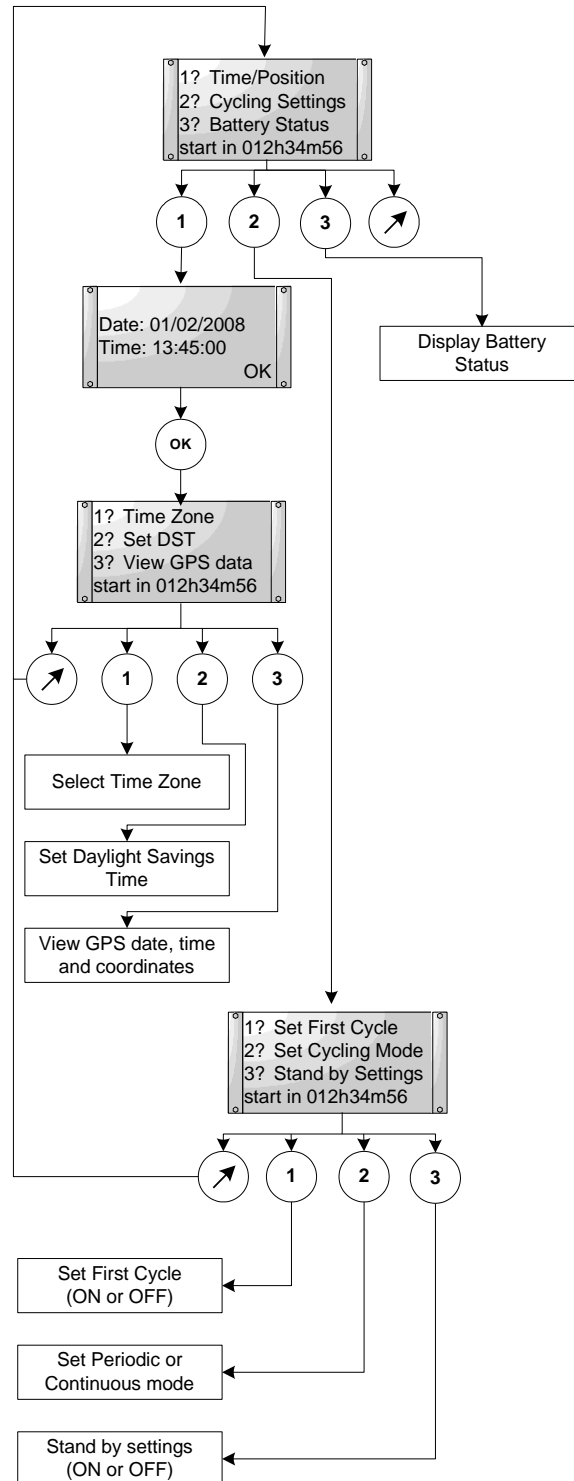 1? Time/Position
2? Cycling Settings
3? Battery Status
start in 012h34m56
1
2
3
Date: 01/02/2008
Time: 13:45:00
OK
Display Battery
Status
OK
1? Time Zone
2? Set DST
3? View GPS data
start in 012h34m56
1
2
3
Select Time Zone
Set Daylight Savings
Time
View GPS date, time
and coordinates
1? Set First Cycle
2? Set Cycling Mode
3? Stand by Settings
start in 012h34m56
1
2
3
Set First Cycle
(ON or OFF)
Set Periodic or
Continuous mode
Stand by settings
(ON or OFF)